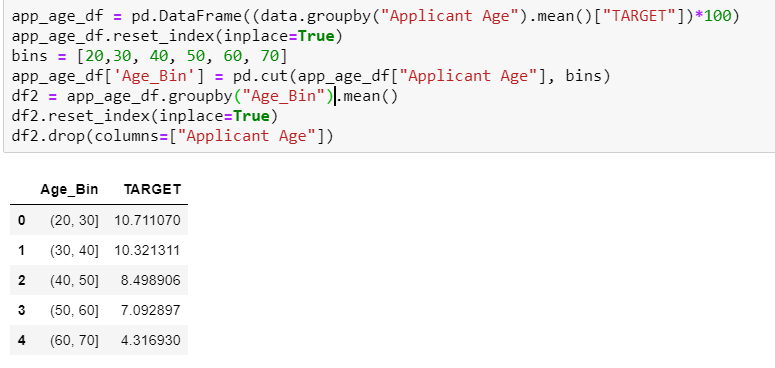 app_age_df = pd.DataFrame((data.groupby("Applicant Age").mean()["TARGET"])*100)
app_age_df.reset_index(inplace=True)
bins = [20,30, 40, 50, 60, 70]
app_age_df['Age_Bin'] = pd.cut(app_age_df["Applicant Age"], bins)
df2 = app_age_df.groupby("Age_Bin").mean()
df2.reset_index(inplace=True)
df2.drop(columns=["Applicant Age"])
Age_Bin TARGET
0 (20, 30] 10.711070
1 (30, 40] 10.321311
2 (40, 50] 8.498906
3 (50, 60] 7.092897
4 (60, 70] 4.316930